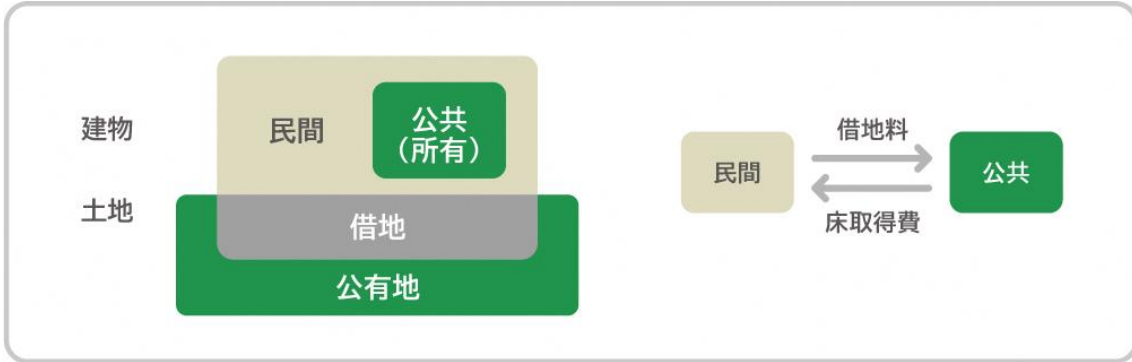 建物
民間
公共
（所有）
土地
借地
公有地
借地料
民間
公共
床取得費